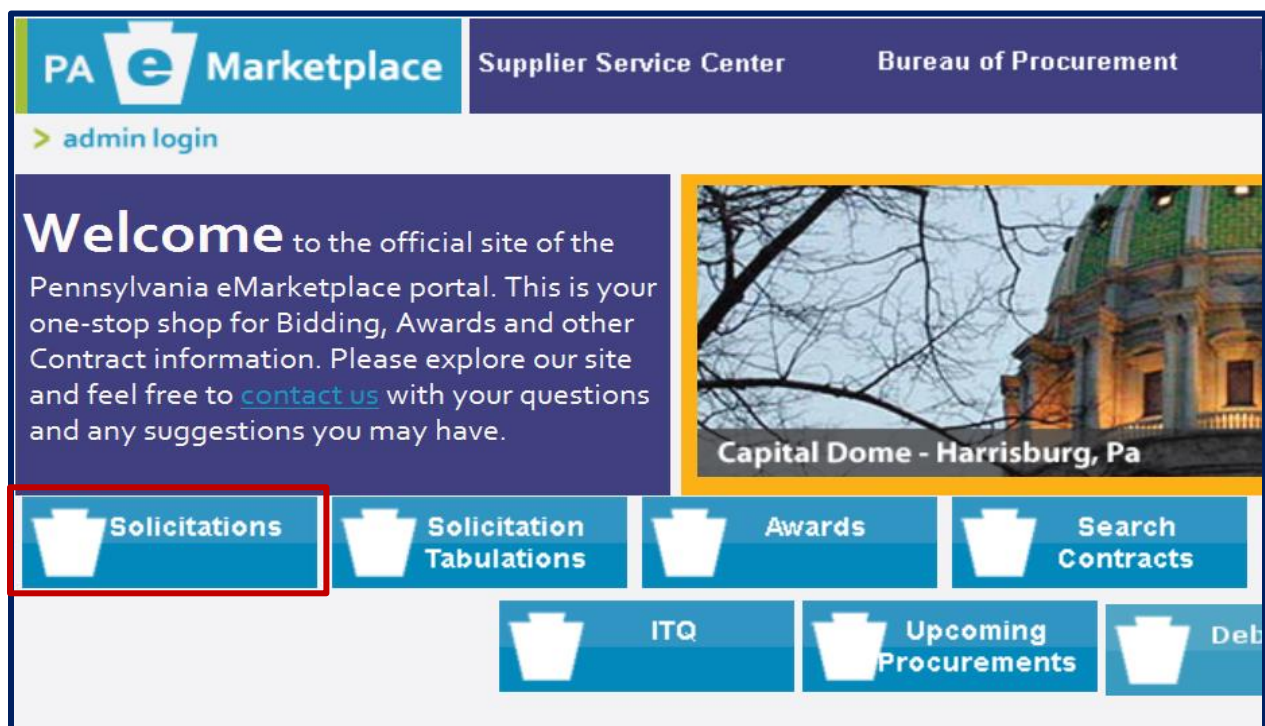 PA e Marketplace
Supplier Service Center
Bureau of Procurement
> admin login
Welcome to the official site of the
Pennsylvania eMarketplace portal. This is your
one-stop shop for Bidding, Awards and other
Contract information. Please explore our site
and feel free to contact us with your questions
and any suggestions you may have.
Capital Dome - Harrisburg, Pa
Solicitations
Solicitation
Tabulations
Awards
Search
Contracts
ITQ
Upcoming
Procurements
Deb